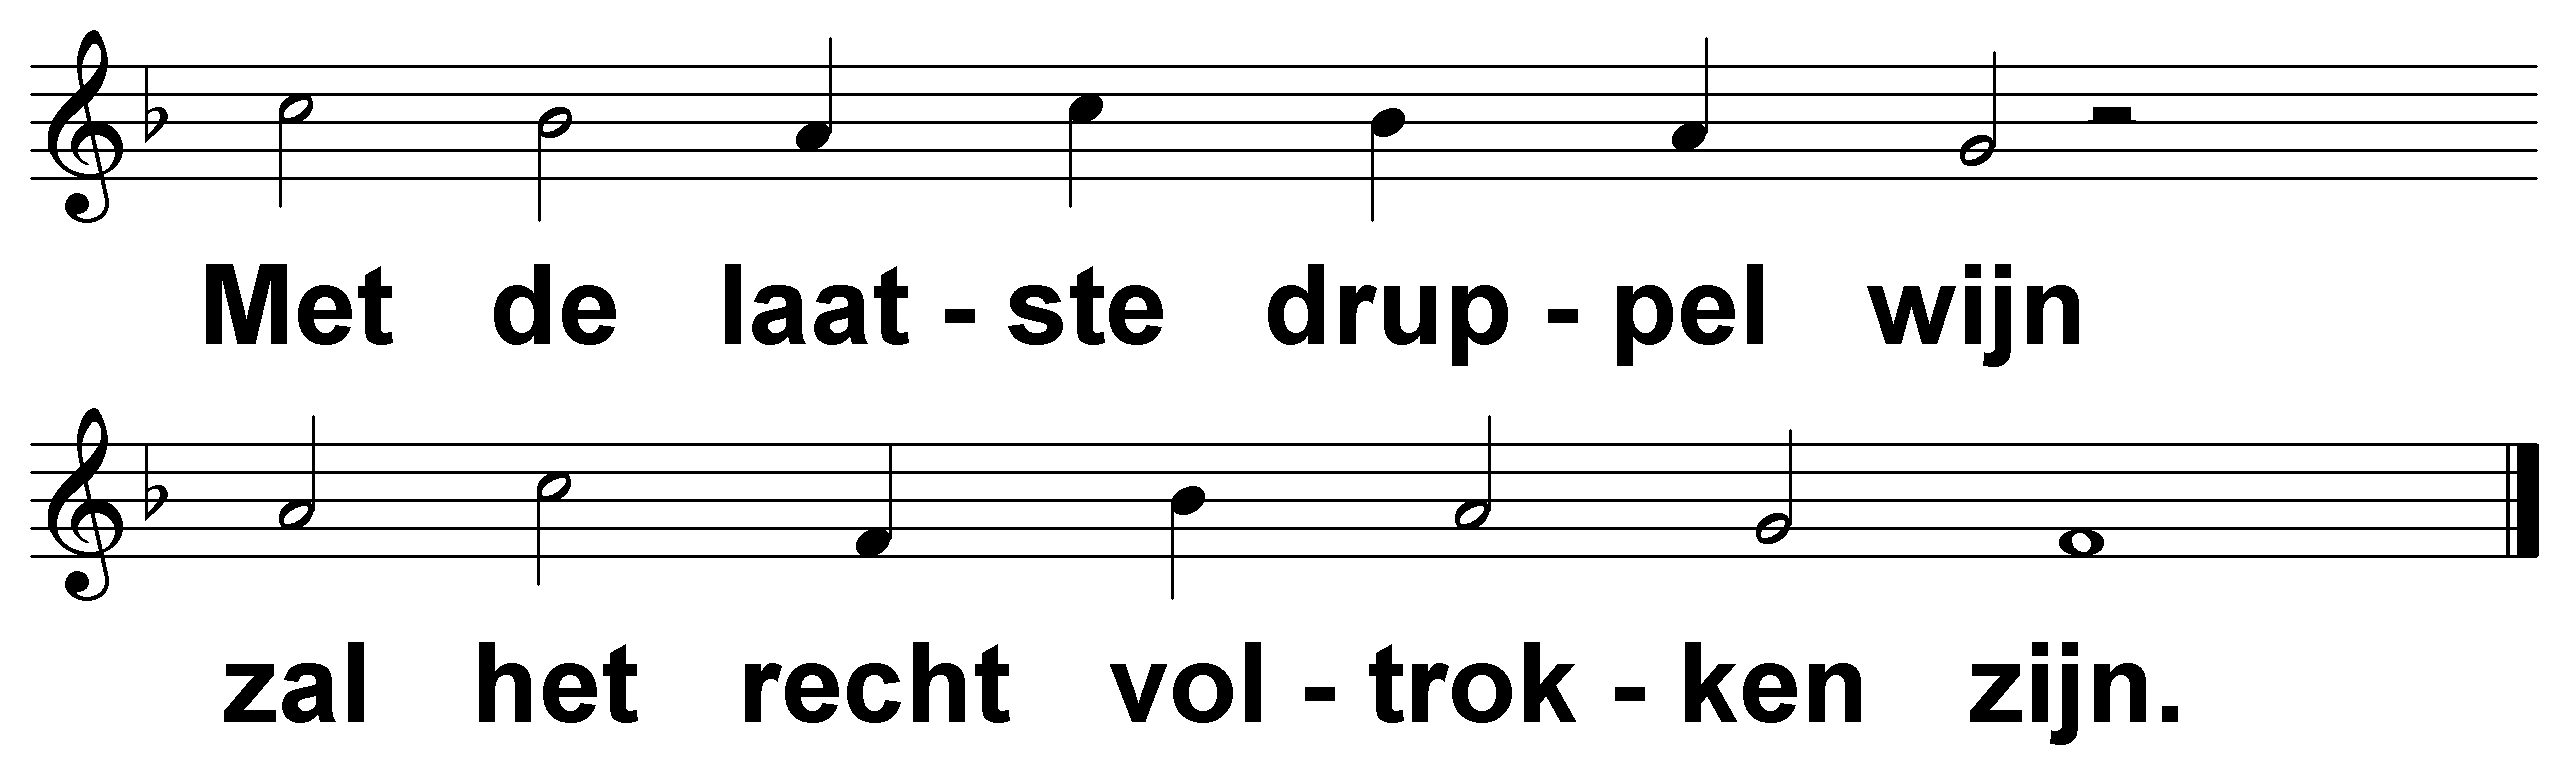 Met de laat - ste drup - pel wijn
zal het recht vol - trok - ken zijn.